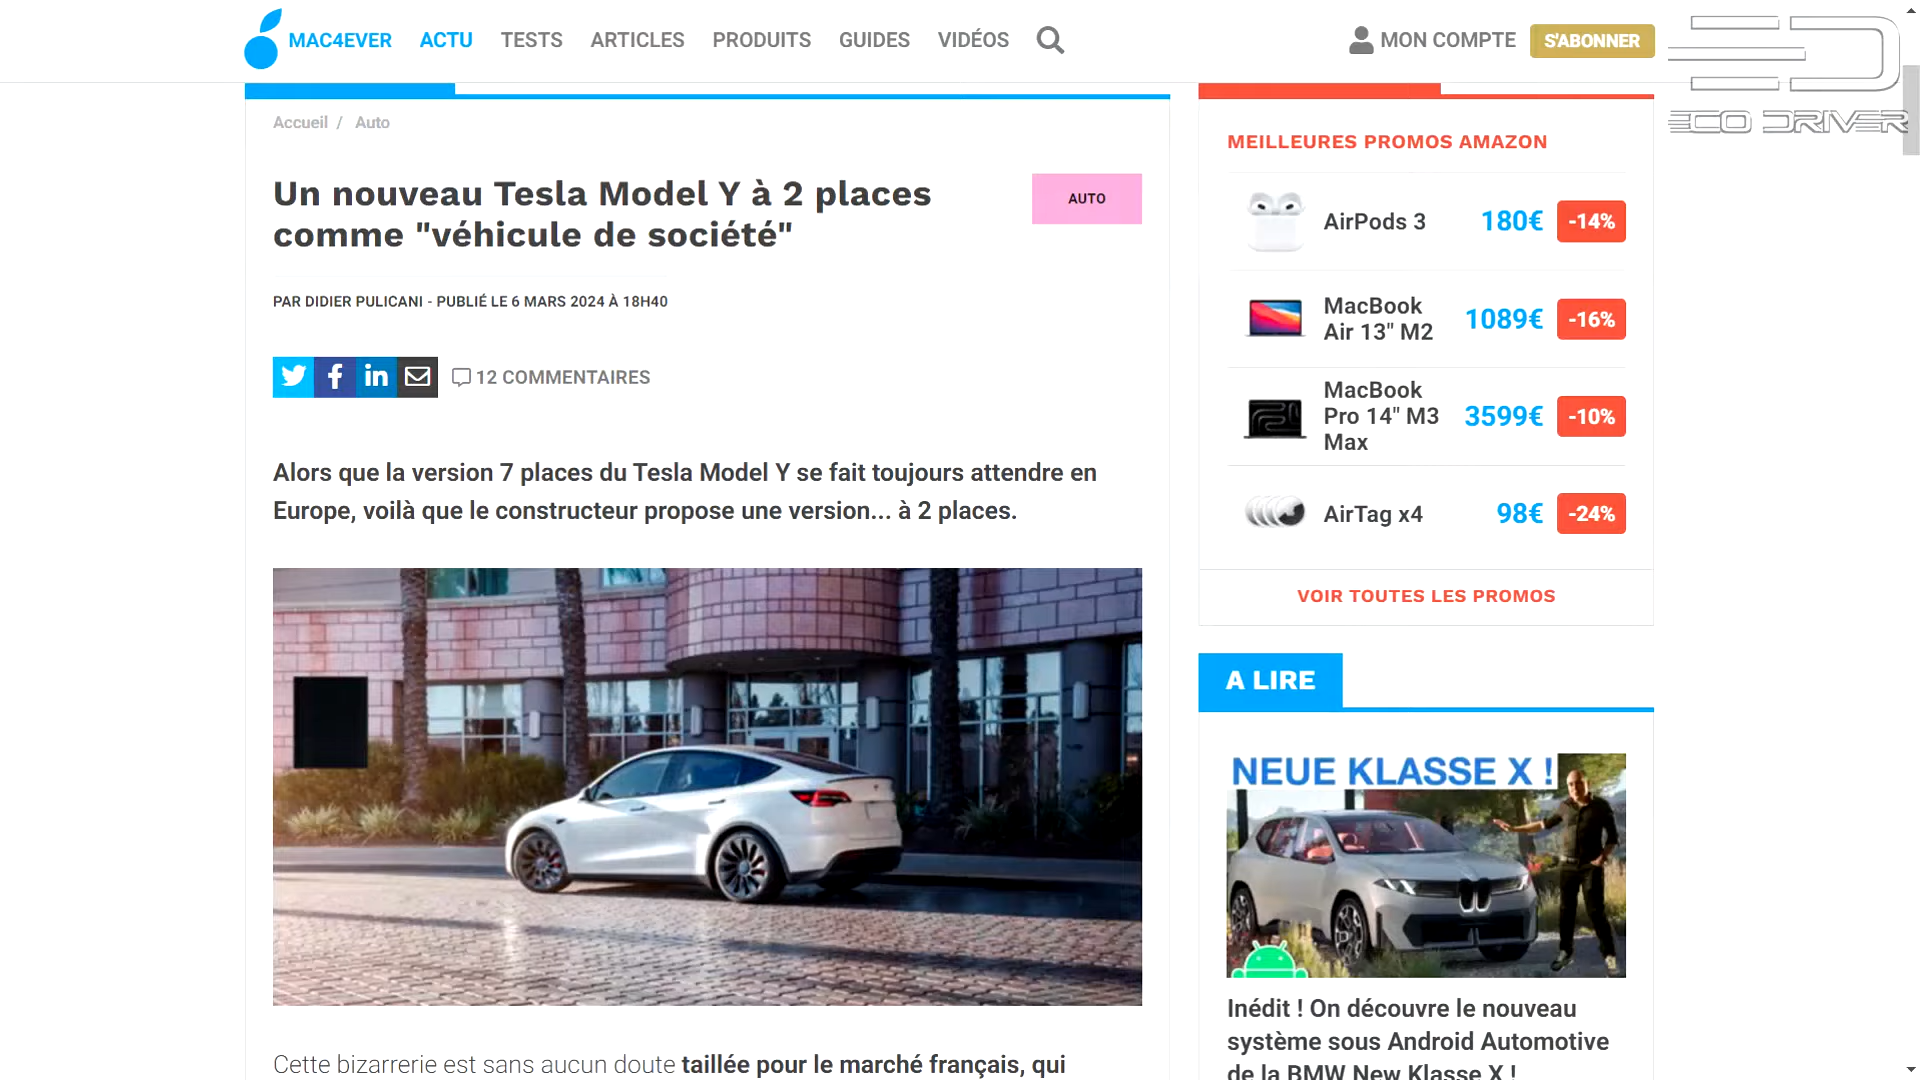 MAC4EVER ACTU TESTS ARTICLES PRODUITS GUIDES VIDÉOS MON COMPTE S'ABONNER
ECO DRIVER
Accueil / Auto
Un nouveau Tesla Model Y à 2 places
comme "véhicule de société"
AUTO
PAR DIDIER PULICANI - PUBLIÉ LE 6 MARS 2024 À 18H40
12 COMMENTAIRES
Alors que la version 7 places du Tesla Model Y se fait toujours attendre en
Europe, voilà que le constructeur propose une version... à 2 places.
Cette bizarrerie est sans aucun doute taillée pour le marché français, qui
MEILLEURES PROMOS AMAZON
AirPods 3 180€ -14%
MacBook
Air 13" M2 1089€ -16%
MacBook
Pro 14" M3 3599€ -10%
Max
AirTag x4 98€ -24%
VOIR TOUTES LES PROMOS
A LIRE
NEUE KLASSE X !
Inédit ! On découvre le nouveau
système sous Android Automotive
de la BMW New Klasse X !